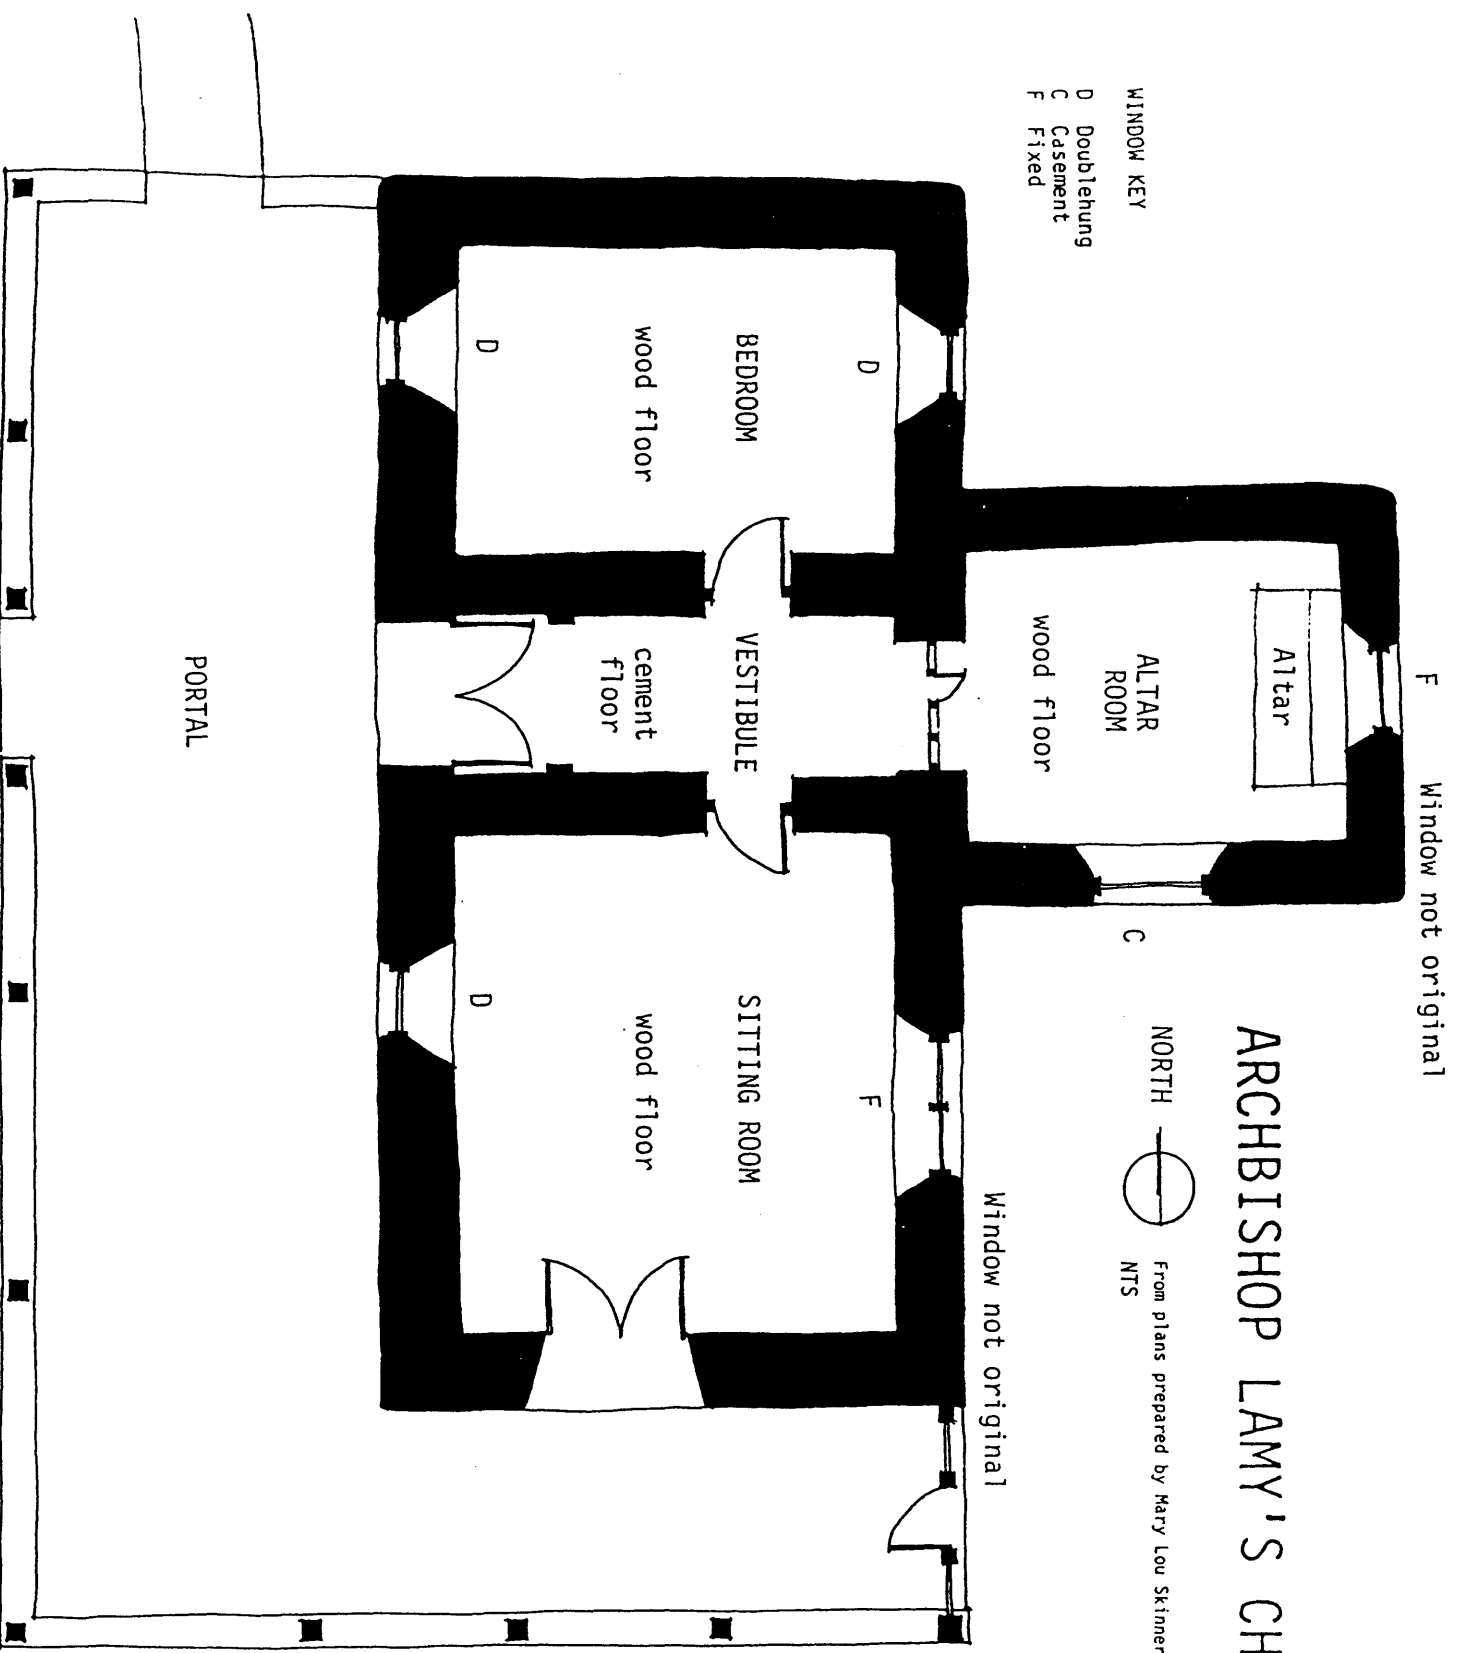 F Window not original
ARCHBISHOP LAMY'S CH
NORTH
From plans prepared by Mary Lou Skinner
NTS
WINDOW KEY
D Doublehung
C Casement
F Fixed
Altar
ALTAR
ROOM
wood floor
C
Window not original
D
BEDROOM
wood floor
D
VESTIBULE
cement
floor
F
SITTING ROOM
wood floor
D
PORTAL